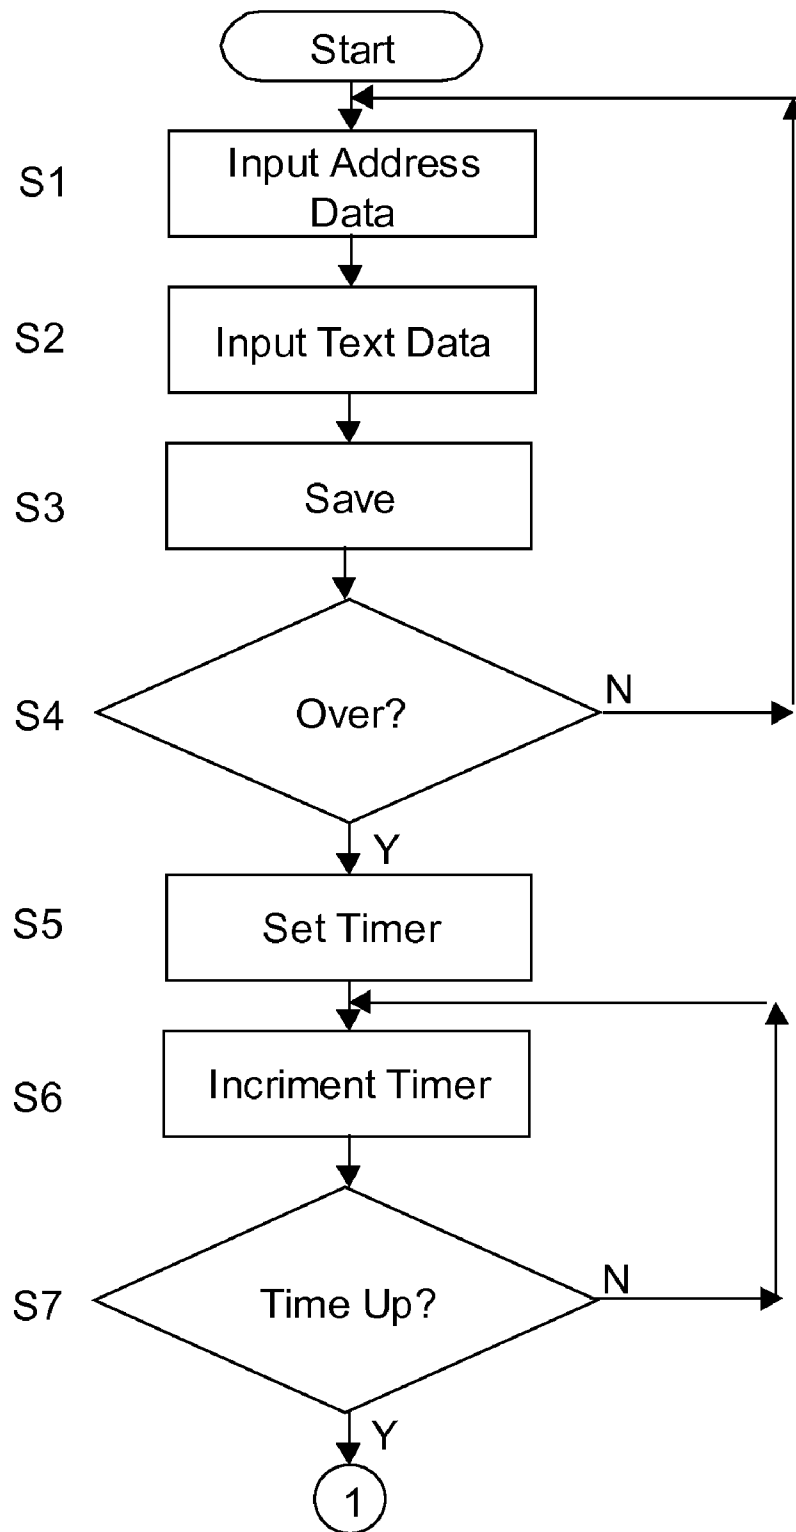 Start
S1
Input Address
Data
S2
Input Text Data
S3
Save
S4
Over?
N
Y
S5
Set Timer
S6
Incriment Timer
S7
Time Up?
N
Y
1